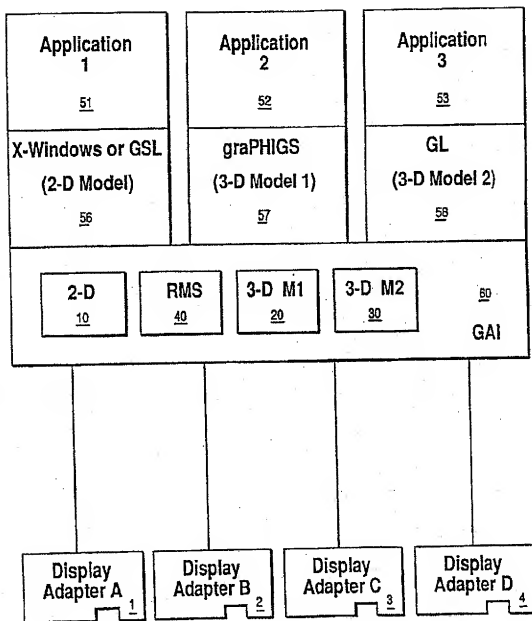 Application
1
51
Application
2
52
Application
3
53
X-Windows or GSL
(2-D Model)
56
graPHIGS
(3-D Model 1)
57
GL
(3-D Model 2)
58
2-D
10
RMS
40
3-D M1
20
3-D M2
30
60
GAI
Display
Adapter A
1
Display
Adapter B
2
Display
Adapter C
3
Display
Adapter D
4